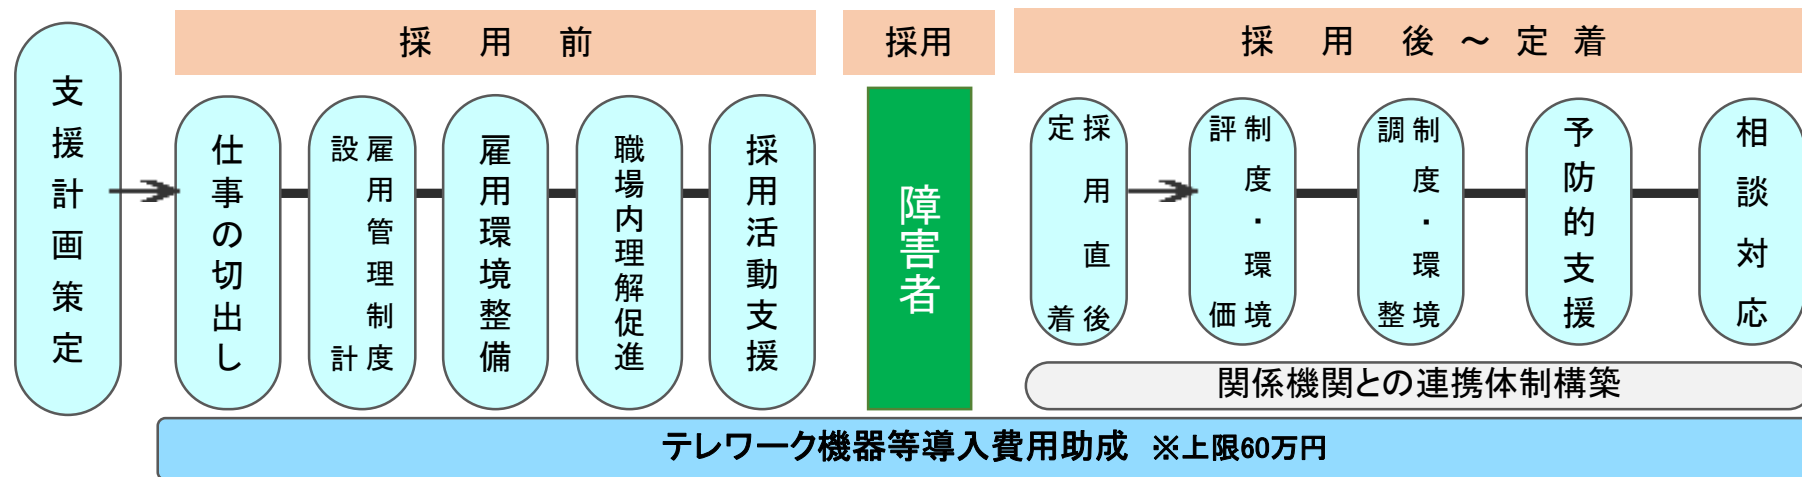 支援計画策定
採用前
仕事の切出し
雇用管理制度
設計
雇用環境整備
職場内理解促進
採用活動支援
採用
障害者
採用後～定着
採用直後
定着
制度・環境
評価
制度・環境
調整
予防的支援
相談対応
関係機関との連携体制構築
テレワーク機器等導入費用助成 ※上限60万円